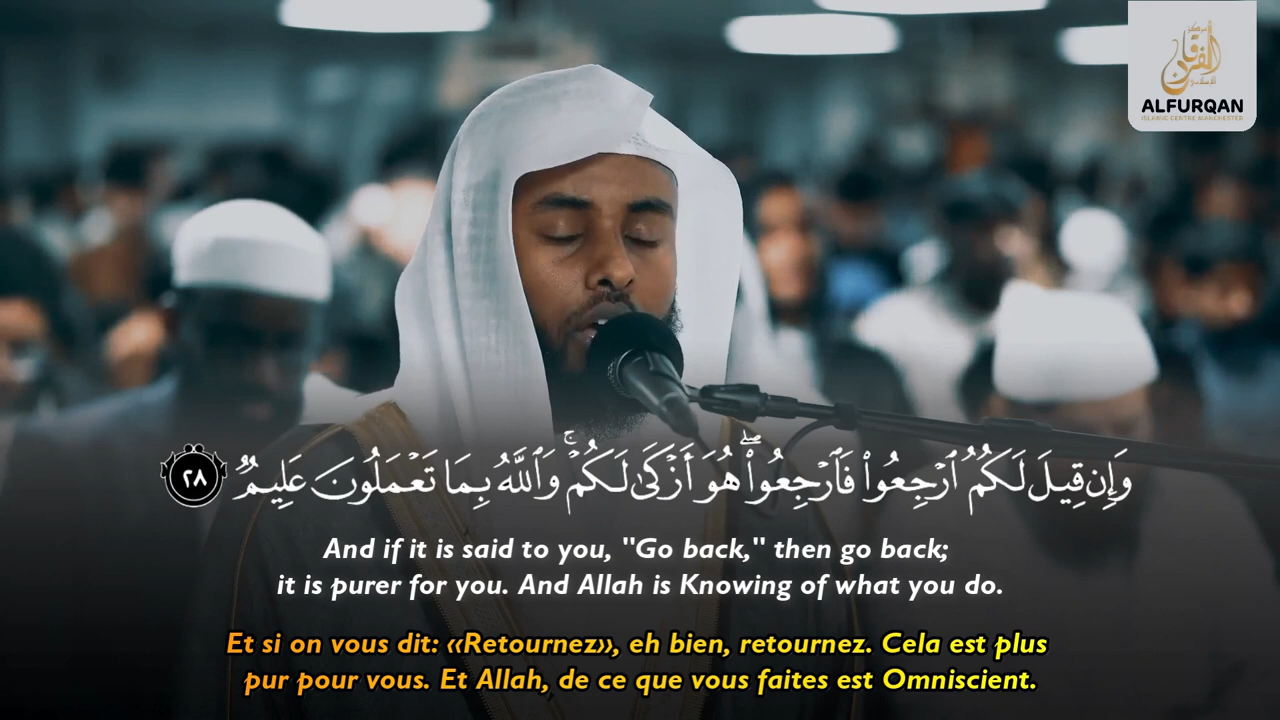 ALFURQAN
ISLAMIC CENTRE MANCHESTER
وَإِن قِيلَ لَكُمُ ٱرْجِعُوا۟ فَٱرْجِعُوا۟ ۖ هُوَ أَزْكَىٰ لَكُمْ ۚ وَٱللَّهُ بِمَا تَعْمَلُونَ عَلِيمٌ ٢٨
And if it is said to you, "Go back," then go back;
it is purer for you. And Allah is Knowing of what you do.
Et si on vous dit: «Retournez», eh bien, retournez. Cela est plus
pur pour vous. Et Allah, de ce que vous faites est Omniscient.